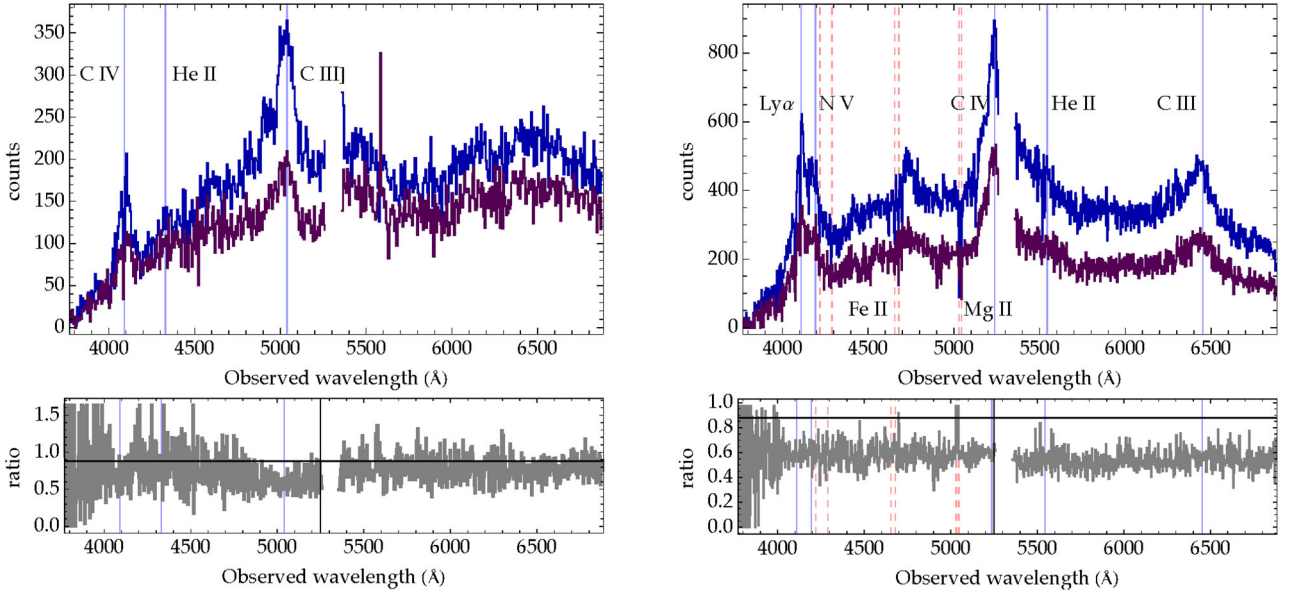 350
300
250
200
150
100
50
0
counts
C IV
He II
C III]
4000 4500 5000 5500 6000 6500
Observed wavelength (Å)
1.5
1.0
0.5
0.0
ratio
4000 4500 5000 5500 6000 6500
Observed wavelength (Å)
800
600
400
200
0
counts
Lyα
N V
C IV
He II
C III
Fe II
Mg II
4000 4500 5000 5500 6000 6500
Observed wavelength (Å)
1.0
0.8
0.6
0.4
0.2
0.0
ratio
4000 4500 5000 5500 6000 6500
Observed wavelength (Å)